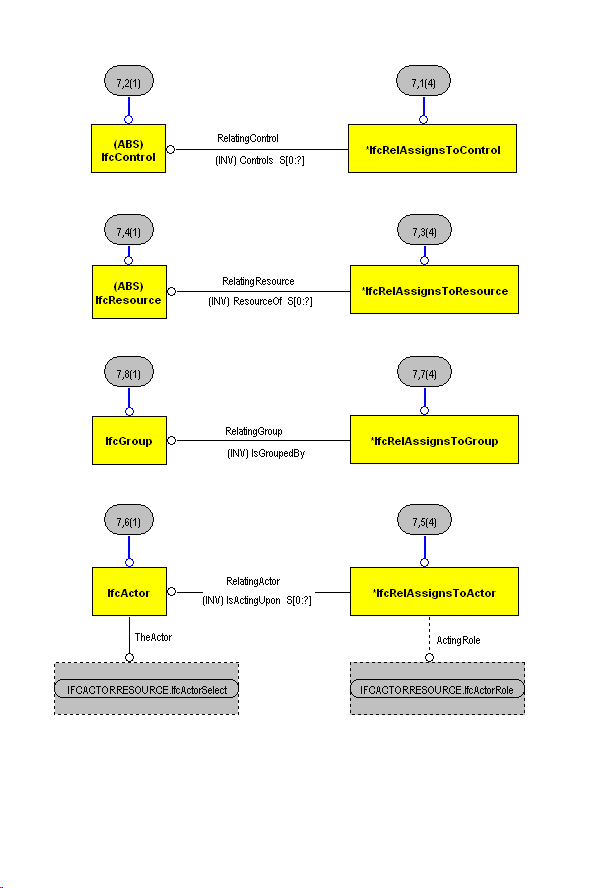 7,2(1)
7,1(4)
(ABS)
IfcControl
RelatingControl
(INV) Controls S[0:?]
*IfcRelAssignsToControl
7,4(1)
7,3(4)
(ABS)
IfcResource
RelatingResource
(INV) ResourceOf S[0:?]
*IfcRelAssignsToResource
7,8(1)
7,7(4)
IfcGroup
RelatingGroup
(INV) IsGroupedBy
*IfcRelAssignsToGroup
7,6(1)
7,5(4)
IfcActor
RelatingActor
(INV) IsActingUpon S[0:?]
*IfcRelAssignsToActor
TheActor
ActingRole
IFCACTORRESOURCE.IfcActorSelect
IFCACTORRESOURCE.IfcActorRole